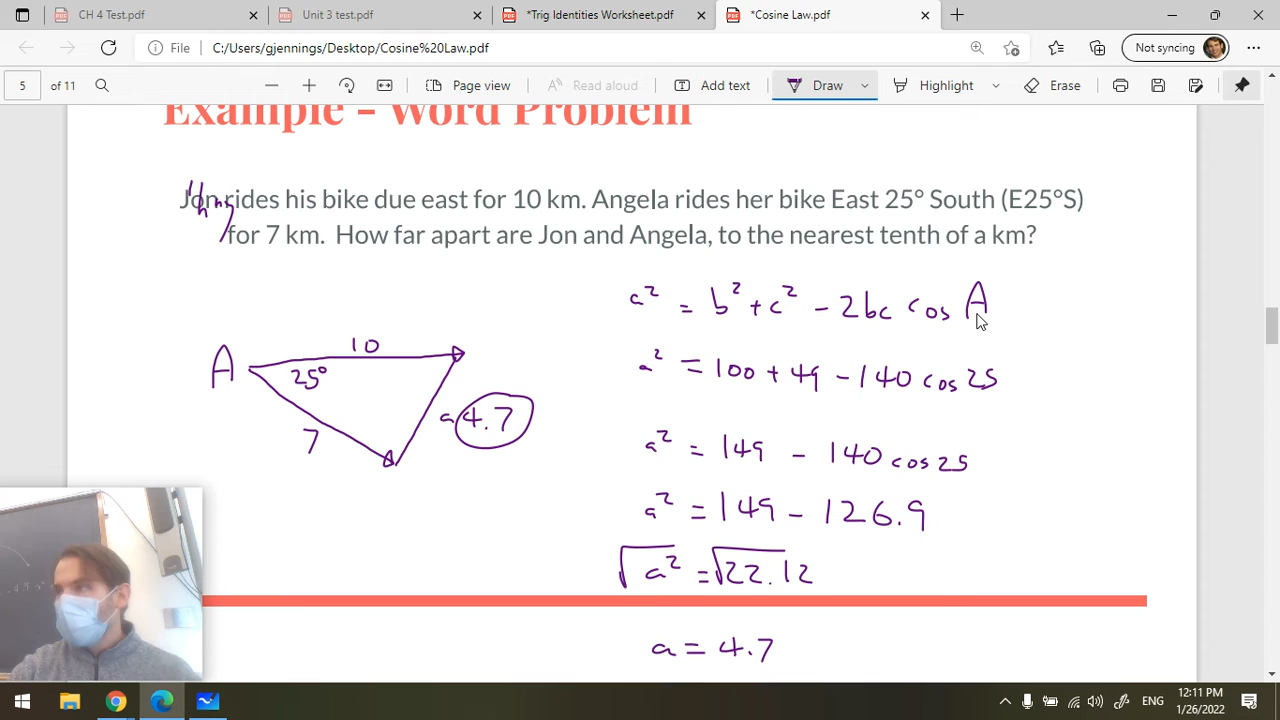 CH 4 Test.pdf
Unit 3 test.pdf
*Trig Identities Worksheet.pdf
*Cosine Law.pdf
File C:/Users/gjennings/Desktop/Cosine%20Law.pdf
Not syncing
5 of 11
Page view
Read aloud
Add text
Draw
Highlight
Erase
Example - Word Problem
Jon rides his bike due east for 10 km. Angela rides her bike East 25° South (E25°S)
for 7 km. How far apart are Jon and Angela, to the nearest tenth of a km?
a² = b² + c² - 2bc cos A
10
A 25°
a² = 100 + 49 - 140 cos 25
7
a 4.7
a² = 149 - 140 cos 25
a² = 149 - 126.9
√a² = √22.12
a = 4.7
ENG
12:11 PM
1/26/2022